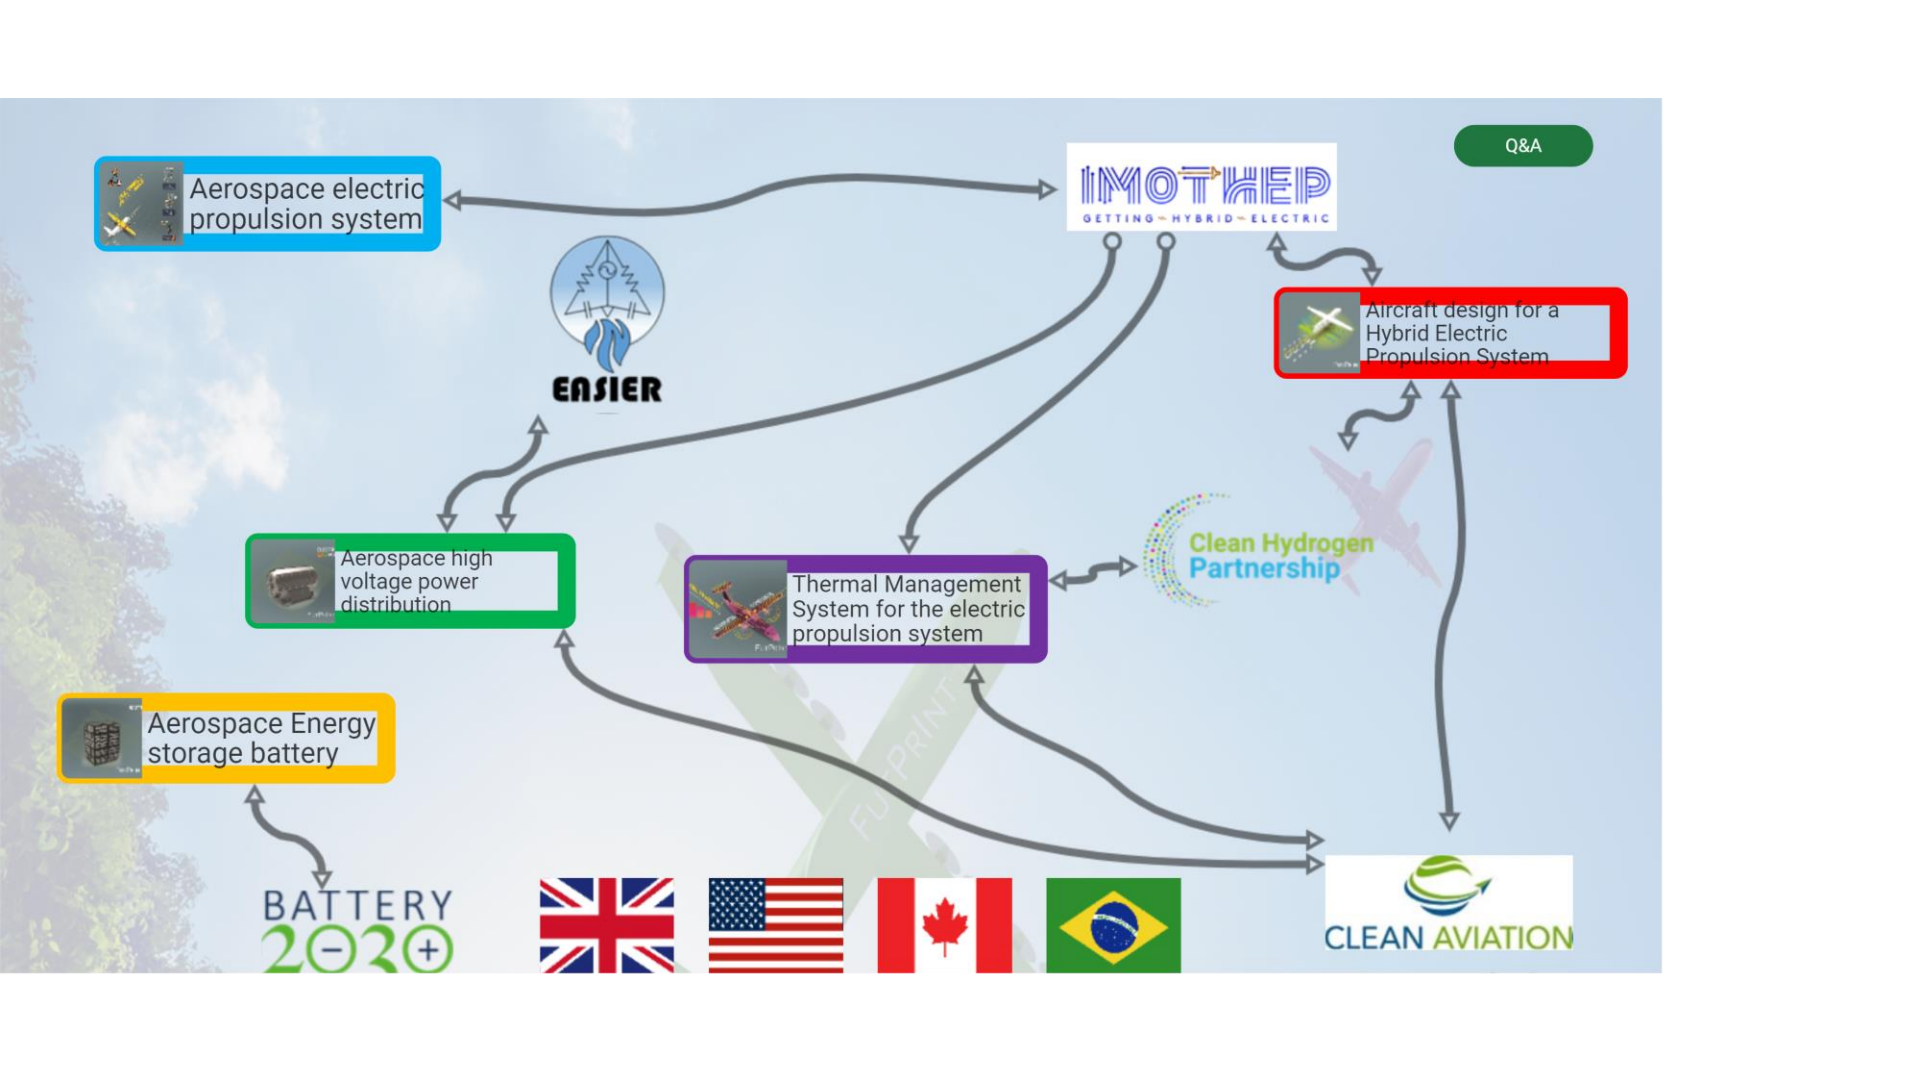 Q&A
Aerospace electric
propulsion system
IMOTHEP
GETTING-HYBRID-ELECTRIC
EASIER
Aircraft design for a
Hybrid Electric
Propulsion System
Aerospace high
voltage power
distribution
Thermal Management
System for the electric
propulsion system
Clean Hydrogen
Partnership
Aerospace Energy
storage battery
FUTPRINT
BATTERY
2030
CLEAN AVIATION